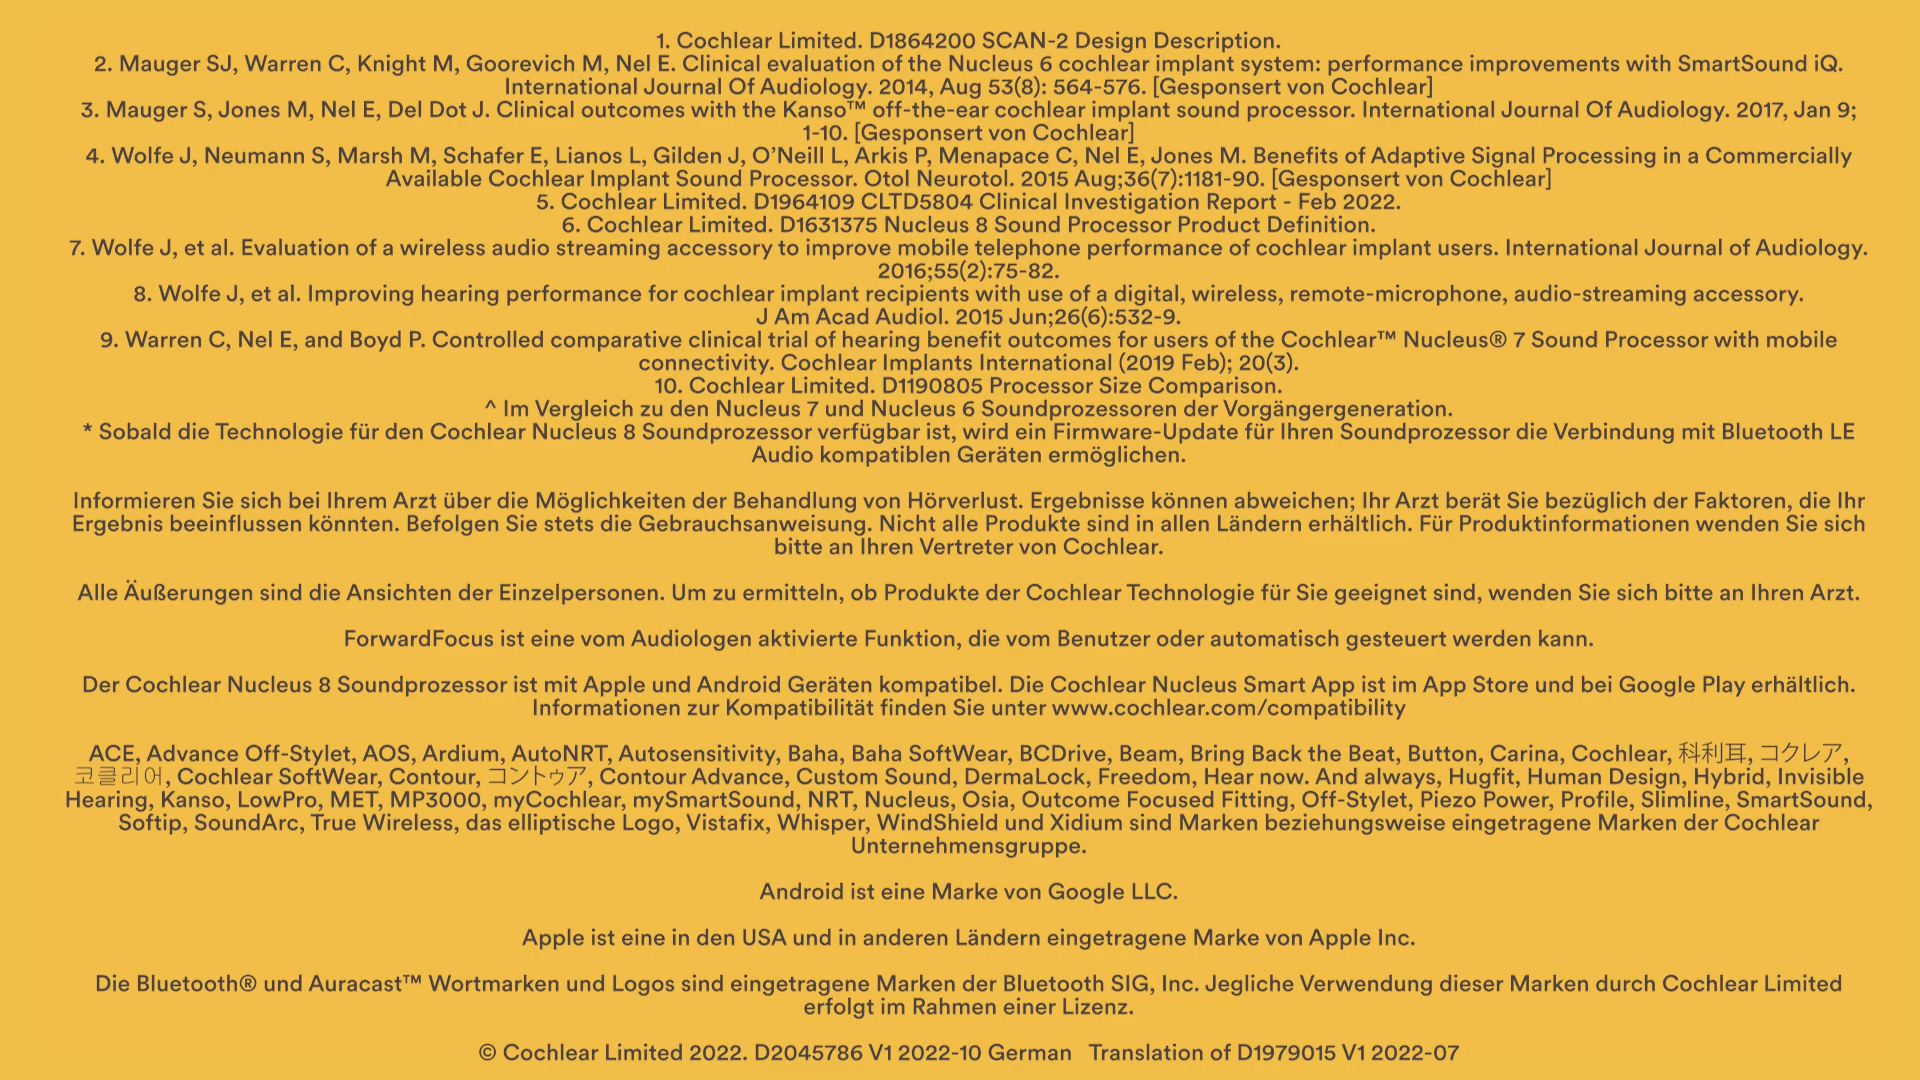 1. Cochlear Limited. D1864200 SCAN-2 Design Description.
2. Mauger SJ, Warren C, Knight M, Goorevich M, Nel E. Clinical evaluation of the Nucleus 6 cochlear implant system: performance improvements with SmartSound iQ.
International Journal Of Audiology. 2014, Aug 53(8): 564-576. [Gesponsert von Cochlear]
3. Mauger S, Jones M, Nel E, Del Dot J. Clinical outcomes with the Kanso™ off-the-ear cochlear implant sound processor. International Journal Of Audiology. 2017, Jan 9;
1-10. [Gesponsert von Cochlear]
4. Wolfe J, Neumann S, Marsh M, Schafer E, Lianos L, Gilden J, O’Neill L, Arkis P, Menapace C, Nel E, Jones M. Benefits of Adaptive Signal Processing in a Commercially
Available Cochlear Implant Sound Processor. Otol Neurotol. 2015 Aug;36(7):1181-90. [Gesponsert von Cochlear]
5. Cochlear Limited. D1964109 CLTD5804 Clinical Investigation Report - Feb 2022.
6. Cochlear Limited. D1631375 Nucleus 8 Sound Processor Product Definition.
7. Wolfe J, et al. Evaluation of a wireless audio streaming accessory to improve mobile telephone performance of cochlear implant users. International Journal of Audiology.
2016;55(2):75-82.
8. Wolfe J, et al. Improving hearing performance for cochlear implant recipients with use of a digital, wireless, remote-microphone, audio-streaming accessory.
J Am Acad Audiol. 2015 Jun;26(6):532-9.
9. Warren C, Nel E, and Boyd P. Controlled comparative clinical trial of hearing benefit outcomes for users of the Cochlear™ Nucleus® 7 Sound Processor with mobile
connectivity. Cochlear Implants International (2019 Feb); 20(3).
10. Cochlear Limited. D1190805 Processor Size Comparison.
^ Im Vergleich zu den Nucleus 7 und Nucleus 6 Soundprozessoren der Vorgängergeneration.
* Sobald die Technologie für den Cochlear Nucleus 8 Soundprozessor verfügbar ist, wird ein Firmware-Update für Ihren Soundprozessor die Verbindung mit Bluetooth LE
Audio kompatiblen Geräten ermöglichen.
Informieren Sie sich bei Ihrem Arzt über die Möglichkeiten der Behandlung von Hörverlust. Ergebnisse können abweichen; Ihr Arzt berät Sie bezüglich der Faktoren, die Ihr
Ergebnis beeinflussen könnten. Befolgen Sie stets die Gebrauchsanweisung. Nicht alle Produkte sind in allen Ländern erhältlich. Für Produktinformationen wenden Sie sich
bitte an Ihren Vertreter von Cochlear.
Alle Äußerungen sind die Ansichten der Einzelpersonen. Um zu ermitteln, ob Produkte der Cochlear Technologie für Sie geeignet sind, wenden Sie sich bitte an Ihren Arzt.
ForwardFocus ist eine vom Audiologen aktivierte Funktion, die vom Benutzer oder automatisch gesteuert werden kann.
Der Cochlear Nucleus 8 Soundprozessor ist mit Apple und Android Geräten kompatibel. Die Cochlear Nucleus Smart App ist im App Store und bei Google Play erhältlich.
Informationen zur Kompatibilität finden Sie unter www.cochlear.com/compatibility
ACE, Advance Off-Stylet, AOS, Ardium, AutoNRT, Autosensitivity, Baha, Baha SoftWear, BCDrive, Beam, Bring Back the Beat, Button, Carina, Cochlear, 科利耳, コクレア,
코클리어, Cochlear SoftWear, Contour, コントゥア, Contour Advance, Custom Sound, DermaLock, Freedom, Hear now. And always, Hugfit, Human Design, Hybrid, Invisible
Hearing, Kanso, LowPro, MET, MP3000, myCochlear, mySmartSound, NRT, Nucleus, Osia, Outcome Focused Fitting, Off-Stylet, Piezo Power, Profile, Slimline, SmartSound,
Softip, SoundArc, True Wireless, das elliptische Logo, Vistafix, Whisper, WindShield und Xidium sind Marken beziehungsweise eingetragene Marken der Cochlear
Unternehmensgruppe.
Android ist eine Marke von Google LLC.
Apple ist eine in den USA und in anderen Ländern eingetragene Marke von Apple Inc.
Die Bluetooth® und Auracast™ Wortmarken und Logos sind eingetragene Marken der Bluetooth SIG, Inc. Jegliche Verwendung dieser Marken durch Cochlear Limited
erfolgt im Rahmen einer Lizenz.
© Cochlear Limited 2022. D2045786 V1 2022-10 German Translation of D1979015 V1 2022-07